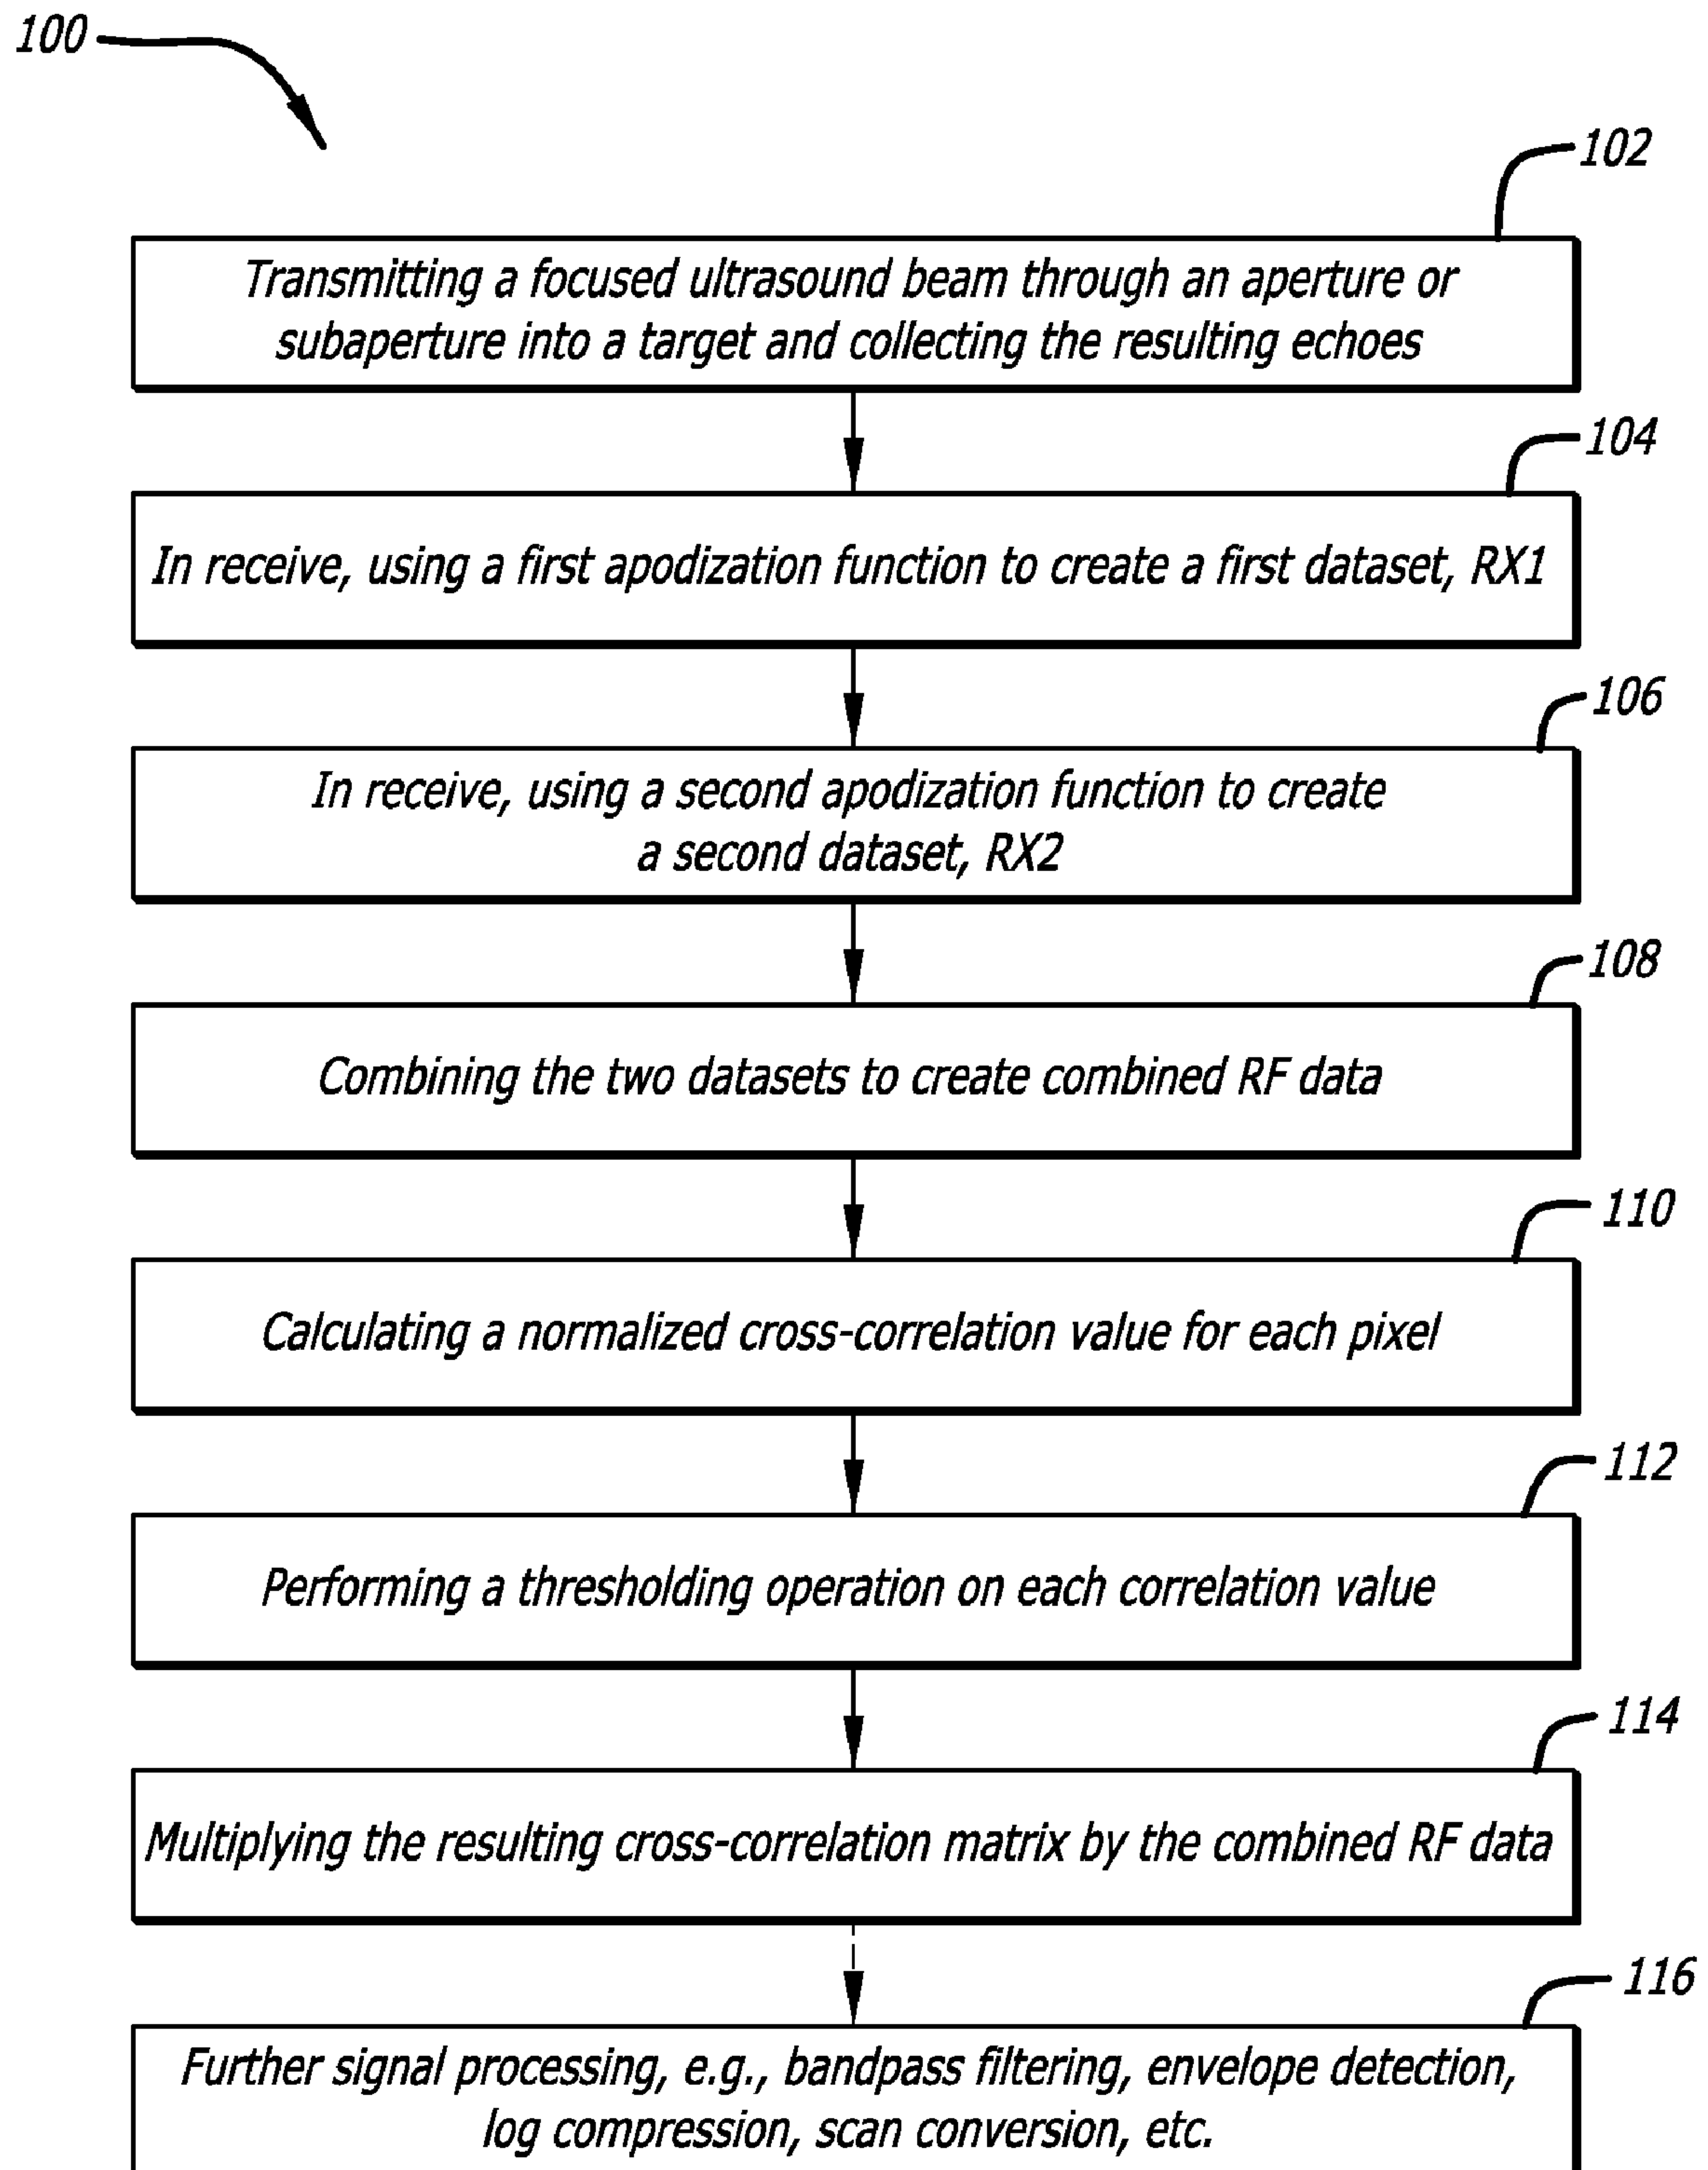 100
102
Transmitting a focused ultrasound beam through an aperture or
subaperture into a target and collecting the resulting echoes
104
In receive, using a first apodization function to create a first dataset, RX1
106
In receive, using a second apodization function to create
a second dataset, RX2
108
Combining the two datasets to create combined RF data
110
Calculating a normalized cross-correlation value for each pixel
112
Performing a thresholding operation on each correlation value
114
Multiplying the resulting cross-correlation matrix by the combined RF data
116
Further signal processing, e.g., bandpass filtering, envelope detection,
log compression, scan conversion, etc.